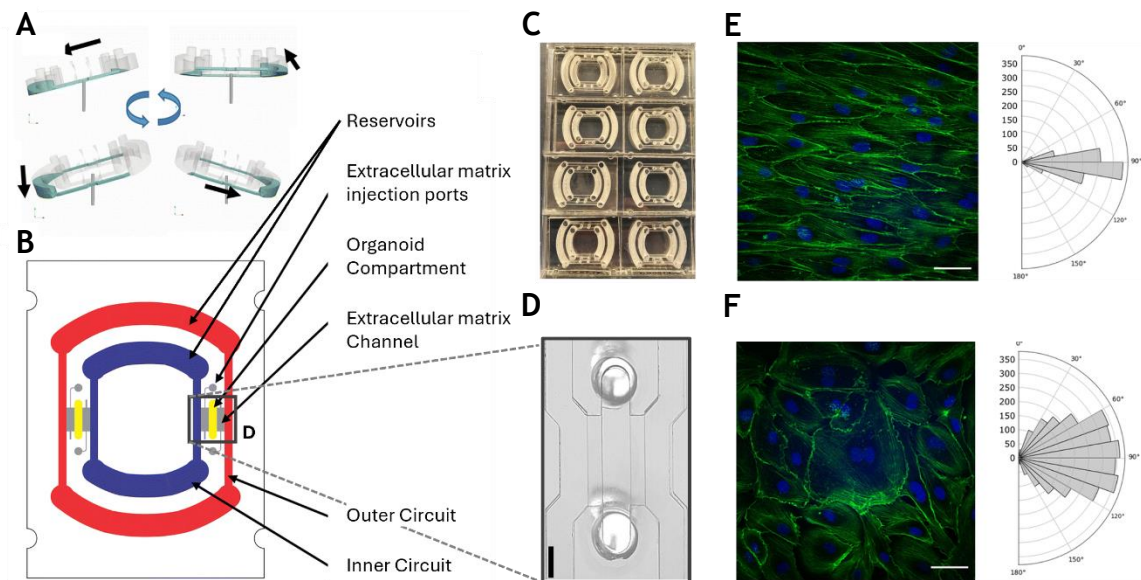 A
B
Reservoirs
Extracellular matrix
injection ports
Organoid
Compartment
Extracellular matrix
Channel
D
Outer Circuit
Inner Circuit
C
D
E
0°
350
300
250
200
150
100
50
0
30°
60°
90°
120°
150°
180°
F
0°
350
300
250
200
150
100
50
0
30°
60°
90°
120°
150°
180°